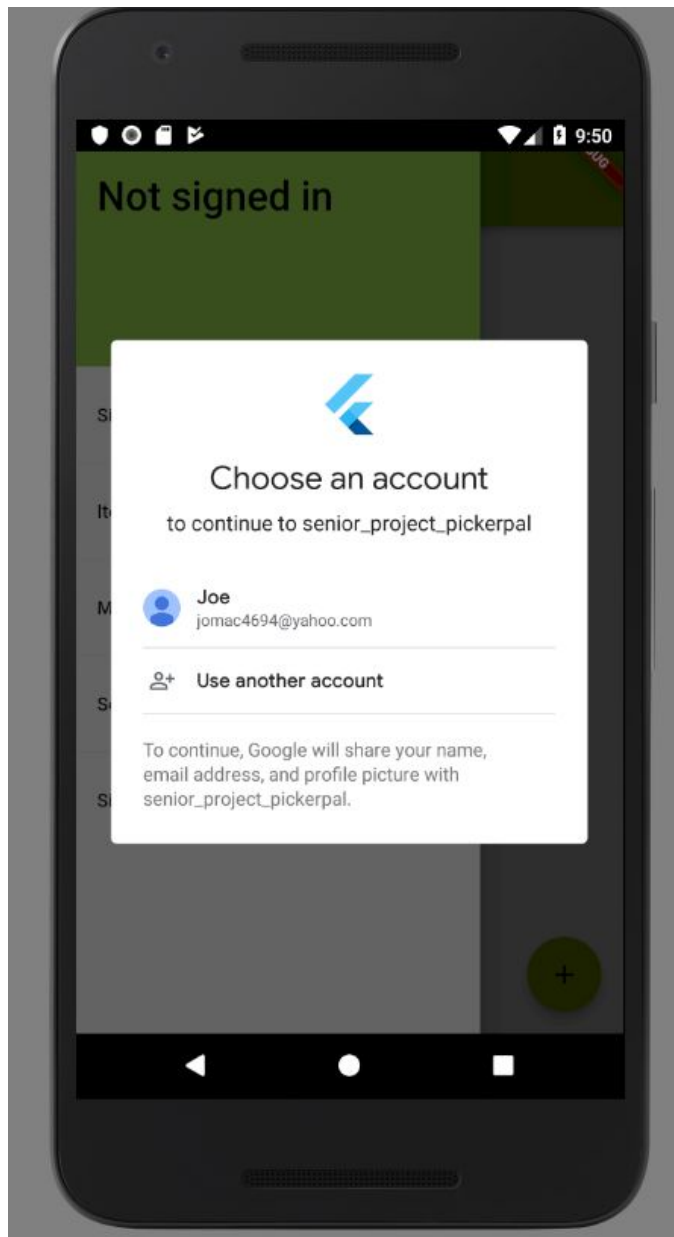 9:50
Not signed in
Choose an account
to continue to senior_project_pickerpal
Joe
jomac4694@yahoo.com
Use another account
To continue, Google will share your name,
email address, and profile picture with
senior_project_pickerpal.